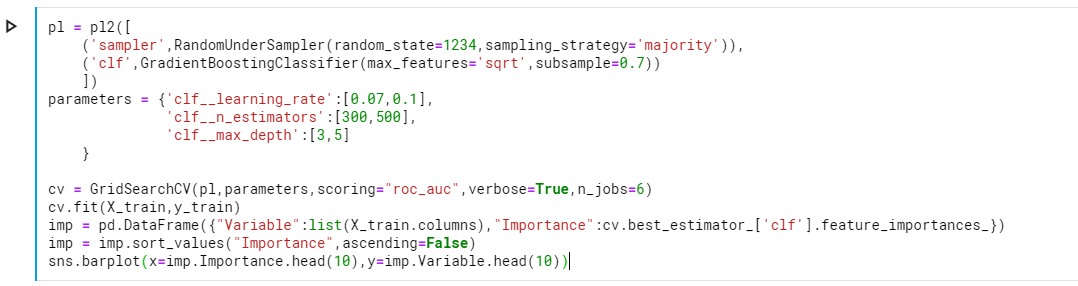 pl = pl2([
    ('sampler',RandomUnderSampler(random_state=1234,sampling_strategy='majority')),
    ('clf',GradientBoostingClassifier(max_features='sqrt',subsample=0.7))
    ])
parameters = {'clf__learning_rate':[0.07,0.1],
              'clf__n_estimators':[300,500],
              'clf__max_depth':[3,5]
    }

cv = GridSearchCV(pl,parameters,scoring="roc_auc",verbose=True,n_jobs=6)
cv.fit(X_train,y_train)
imp = pd.DataFrame({"Variable":list(X_train.columns),"Importance":cv.best_estimator_['clf'].feature_importances_})
imp = imp.sort_values("Importance",ascending=False)
sns.barplot(x=imp.Importance.head(10),y=imp.Variable.head(10))